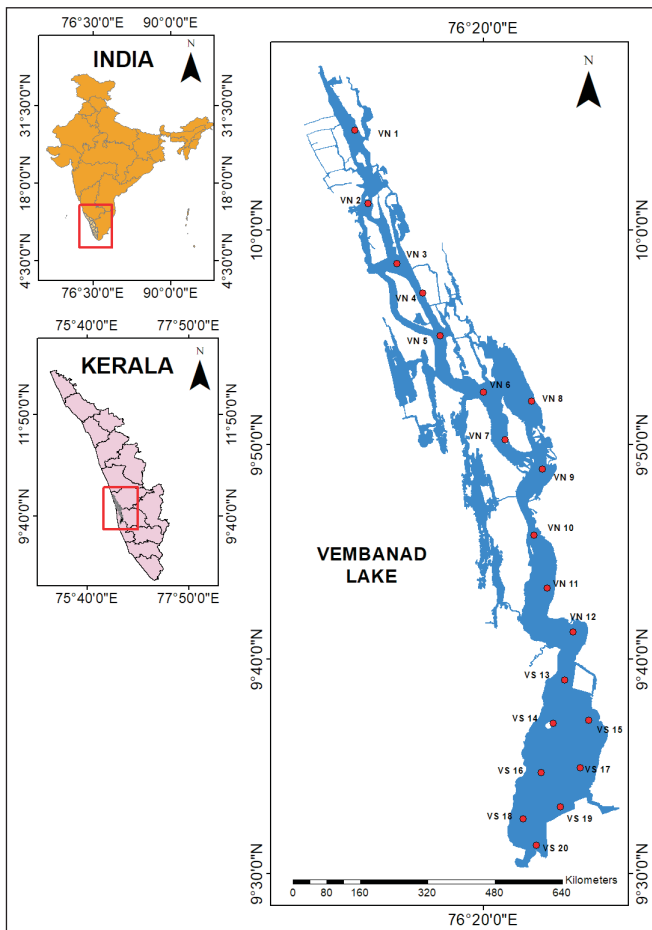 76°30'0"E 90°0'0"E
INDIA
N
31°30'0"N
18°0'0"N
4°30'0"N
31°30'0"N
18°0'0"N
4°30'0"N
76°30'0"E 90°0'0"E
75°40'0"E 77°50'0"E
KERALA
N
11°50'0"N
9°40'0"N
11°50'0"N
9°40'0"N
75°40'0"E 77°50'0"E
76°20'0"E
N
VN 1
VN 2
10°0'0"N
10°0'0"N
VN 3
VN 4
VN 5
VN 6
VN 8
VN 7
9°50'0"N
9°50'0"N
VN 9
VN 10
VEMBANAD
LAKE
VN 11
VN 12
9°40'0"N
9°40'0"N
VS 13
VS 14
VS 15
VS 16
VS 17
VS 18
VS 19
VS 20
9°30'0"N
9°30'0"N
Kilometers
0 80 160 320 480 640
76°20'0"E